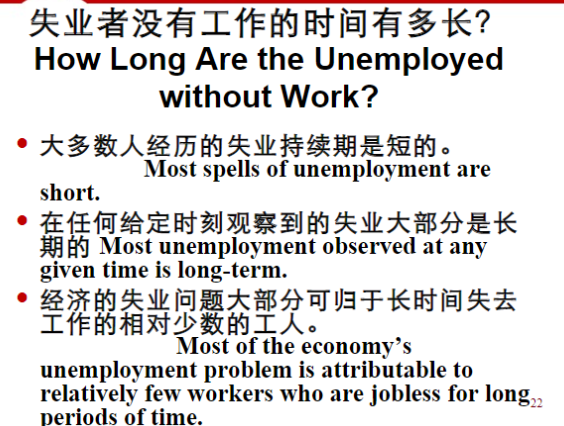 失业者没有工作的时间有多长?
How Long Are the Unemployed
without Work?
• 大多数人经历的失业持续期是短的。
Most spells of unemployment are
short.
• 在任何给定时刻观察到的失业大部分是长
期的 Most unemployment observed at any
given time is long-term.
• 经济的失业问题大部分可归于长时间失去
工作的相对少数的工人。
Most of the economy’s
unemployment problem is attributable to
relatively few workers who are jobless for long
22
periods of time.